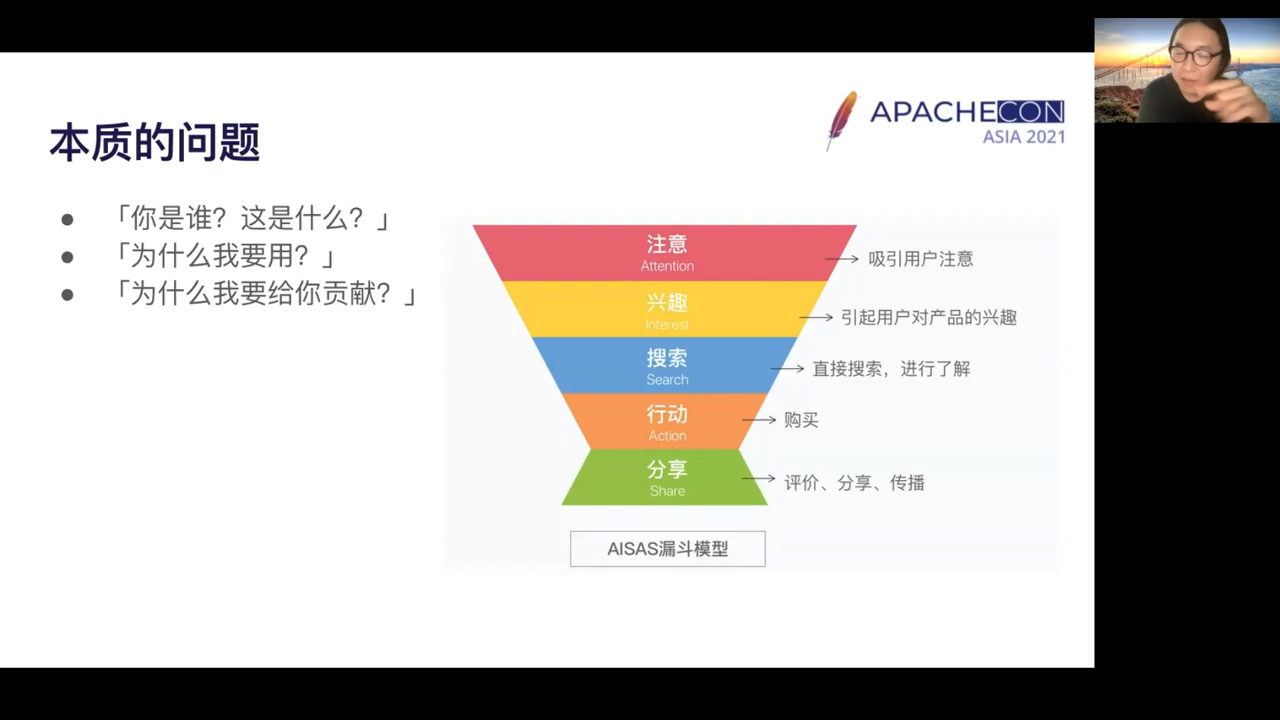 本质的问题
APACHECON
ASIA 2021
● 「你是谁？这是什么？」
● 「为什么我要用？」
● 「为什么我要给你贡献？」
注意
Attention
吸引用户注意
兴趣
Interest
引起用户对产品的兴趣
搜索
Search
直接搜索，进行了解
行动
Action
购买
分享
Share
评价、分享、传播
AISAS漏斗模型